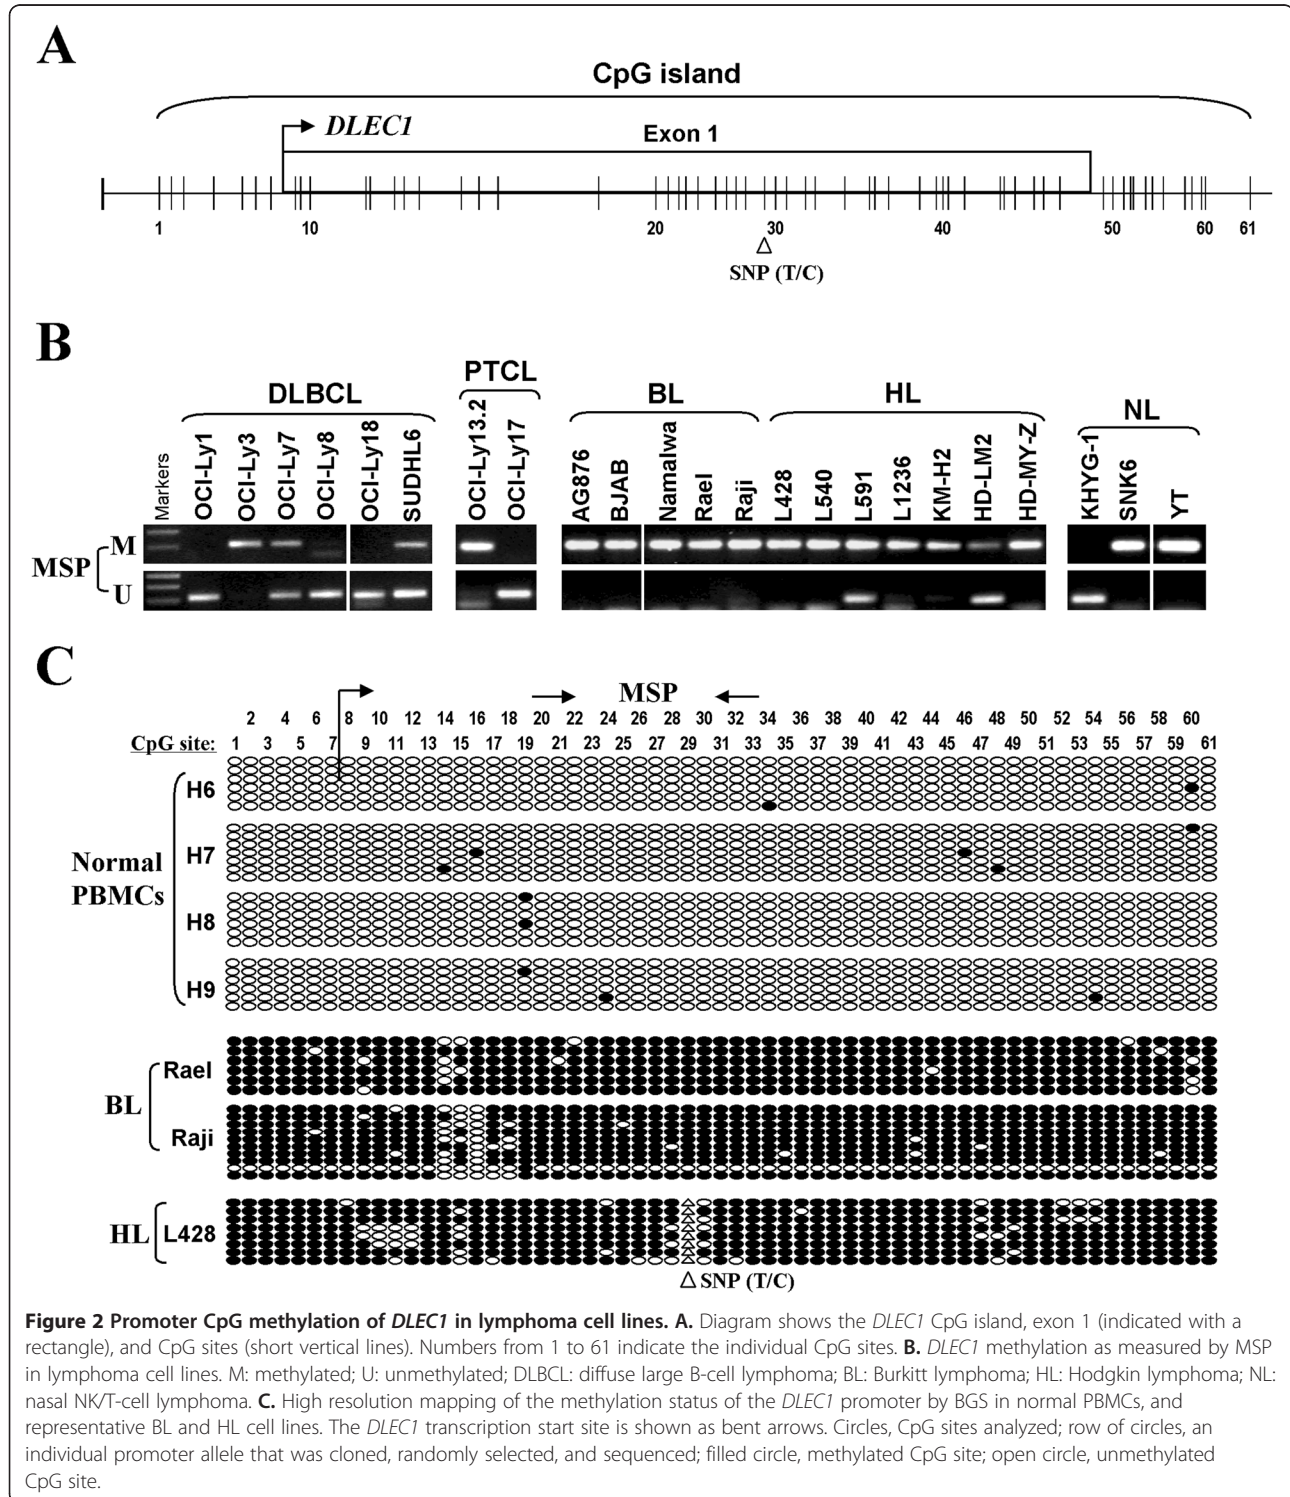 A
CpG island
DLEC1
Exon 1
1 10 20 30 40 50 60 61
SNP (T/C)
B
DLBCL PTCL BL HL NL
Markers OCI-Ly1 OCI-Ly3 OCI-Ly7 OCI-Ly8 OCI-Ly18 SUDHL6 OCI-Ly13.2 OCI-Ly17 AG876 BJAB Namalwa Rael Raji L428 L540 L591 L1236 KM-H2 HD-LM2 HD-MY-Z KHYG-1 SNK6 YT
MSP
M
U
C
MSP
2 4 6 8 10 12 14 16 18 20 22 24 26 28 30 32 34 36 38 40 42 44 46 48 50 52 54 56 58 60
CpG site: 1 3 5 7 9 11 13 15 17 19 21 23 25 27 29 31 33 35 37 39 41 43 45 47 49 51 53 55 57 59 61
Normal PBMCs
H6
H7
H8
H9
BL
Rael
Raji
HL
L428
Δ SNP (T/C)
Figure 2 Promoter CpG methylation of DLEC1 in lymphoma cell lines. A. Diagram shows the DLEC1 CpG island, exon 1 (indicated with a
rectangle), and CpG sites (short vertical lines). Numbers from 1 to 61 indicate the individual CpG sites. B. DLEC1 methylation as measured by MSP
in lymphoma cell lines. M: methylated; U: unmethylated; DLBCL: diffuse large B-cell lymphoma; BL: Burkitt lymphoma; HL: Hodgkin lymphoma; NL:
nasal NK/T-cell lymphoma. C. High resolution mapping of the methylation status of the DLEC1 promoter by BGS in normal PBMCs, and
representative BL and HL cell lines. The DLEC1 transcription start site is shown as bent arrows. Circles, CpG sites analyzed; row of circles, an
individual promoter allele that was cloned, randomly selected, and sequenced; filled circle, methylated CpG site; open circle, unmethylated
CpG site.